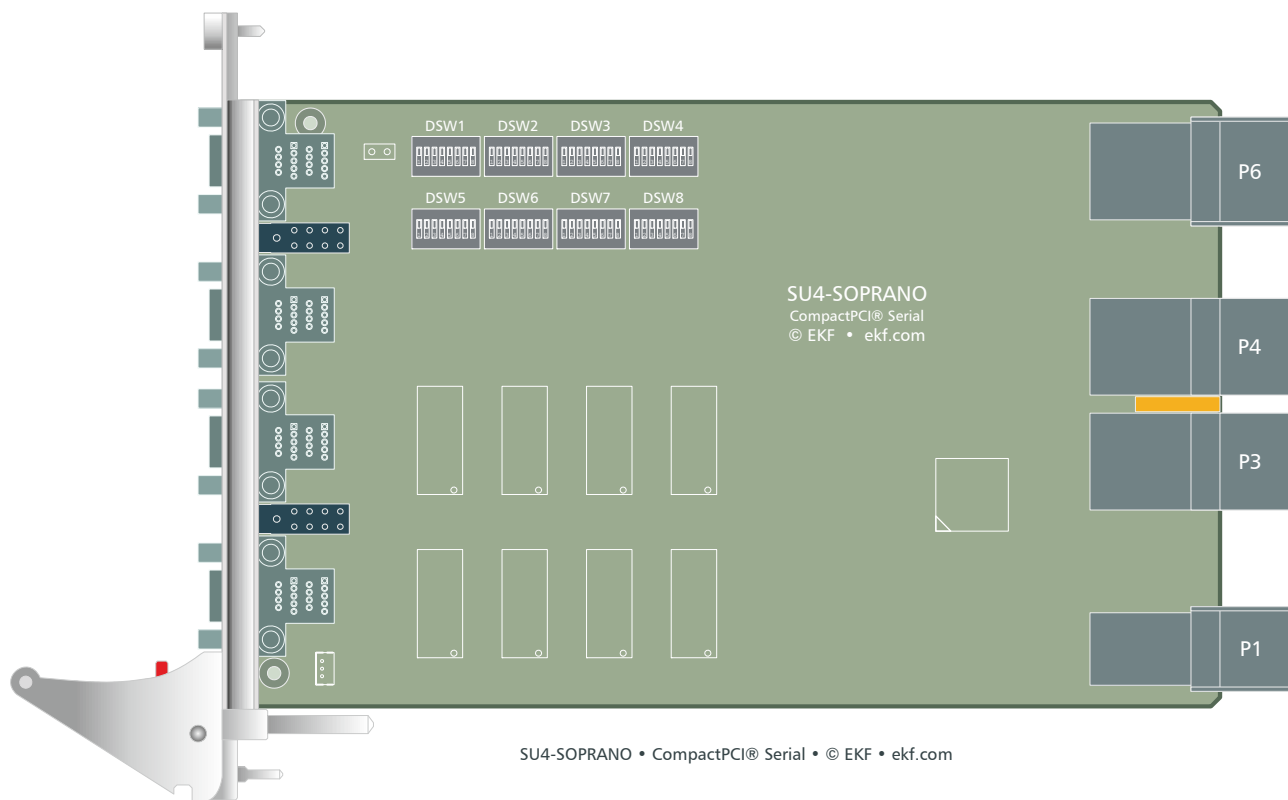 DSW1 DSW2 DSW3 DSW4
DSW5 DSW6 DSW7 DSW8
SU4-SOPRANO
CompactPCI® Serial
© EKF • ekf.com
P6
P4
P3
P1
SU4-SOPRANO • CompactPCI® Serial • © EKF • ekf.com